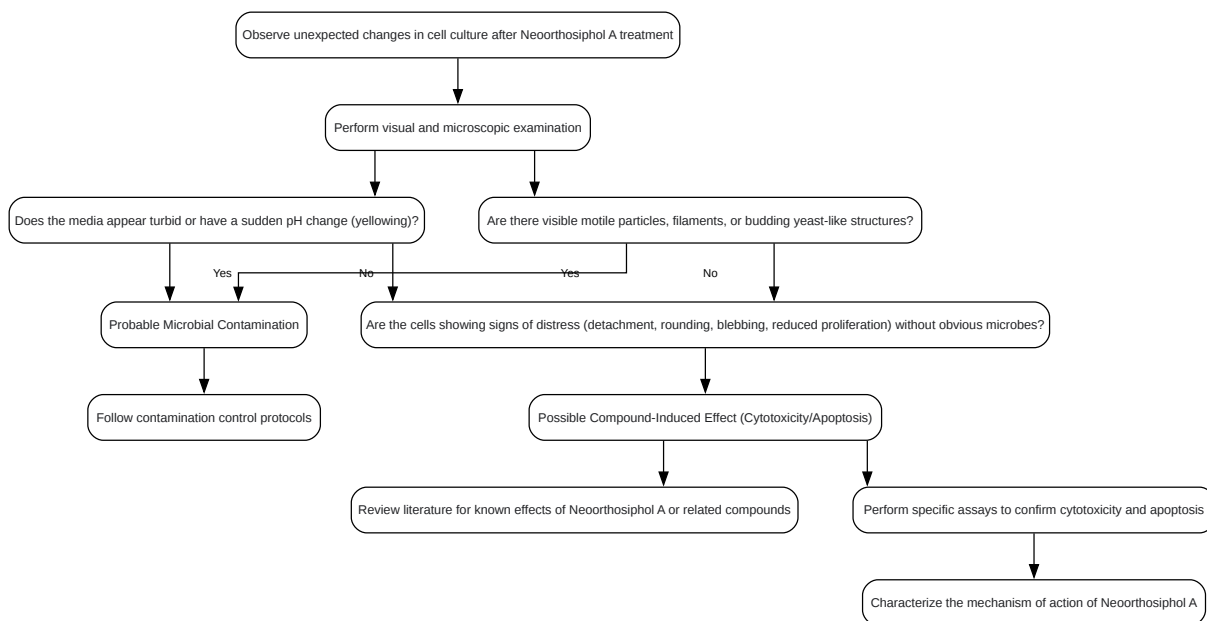 Observe unexpected changes in cell culture after Neoorthosiphol A treatment
Perform visual and microscopic examination
Does the media appear turbid or have a sudden pH change (yellowing)?
Are there visible motile particles, filaments, or budding yeast-like structures?
Yes
No
Yes
No
Probable Microbial Contamination
Are the cells showing signs of distress (detachment, rounding, blebbing, reduced proliferation) without obvious microbes?
Follow contamination control protocols
Possible Compound-Induced Effect (Cytotoxicity/Apoptosis)
Review literature for known effects of Neoorthosiphol A or related compounds
Perform specific assays to confirm cytotoxicity and apoptosis
Characterize the mechanism of action of Neoorthosiphol A